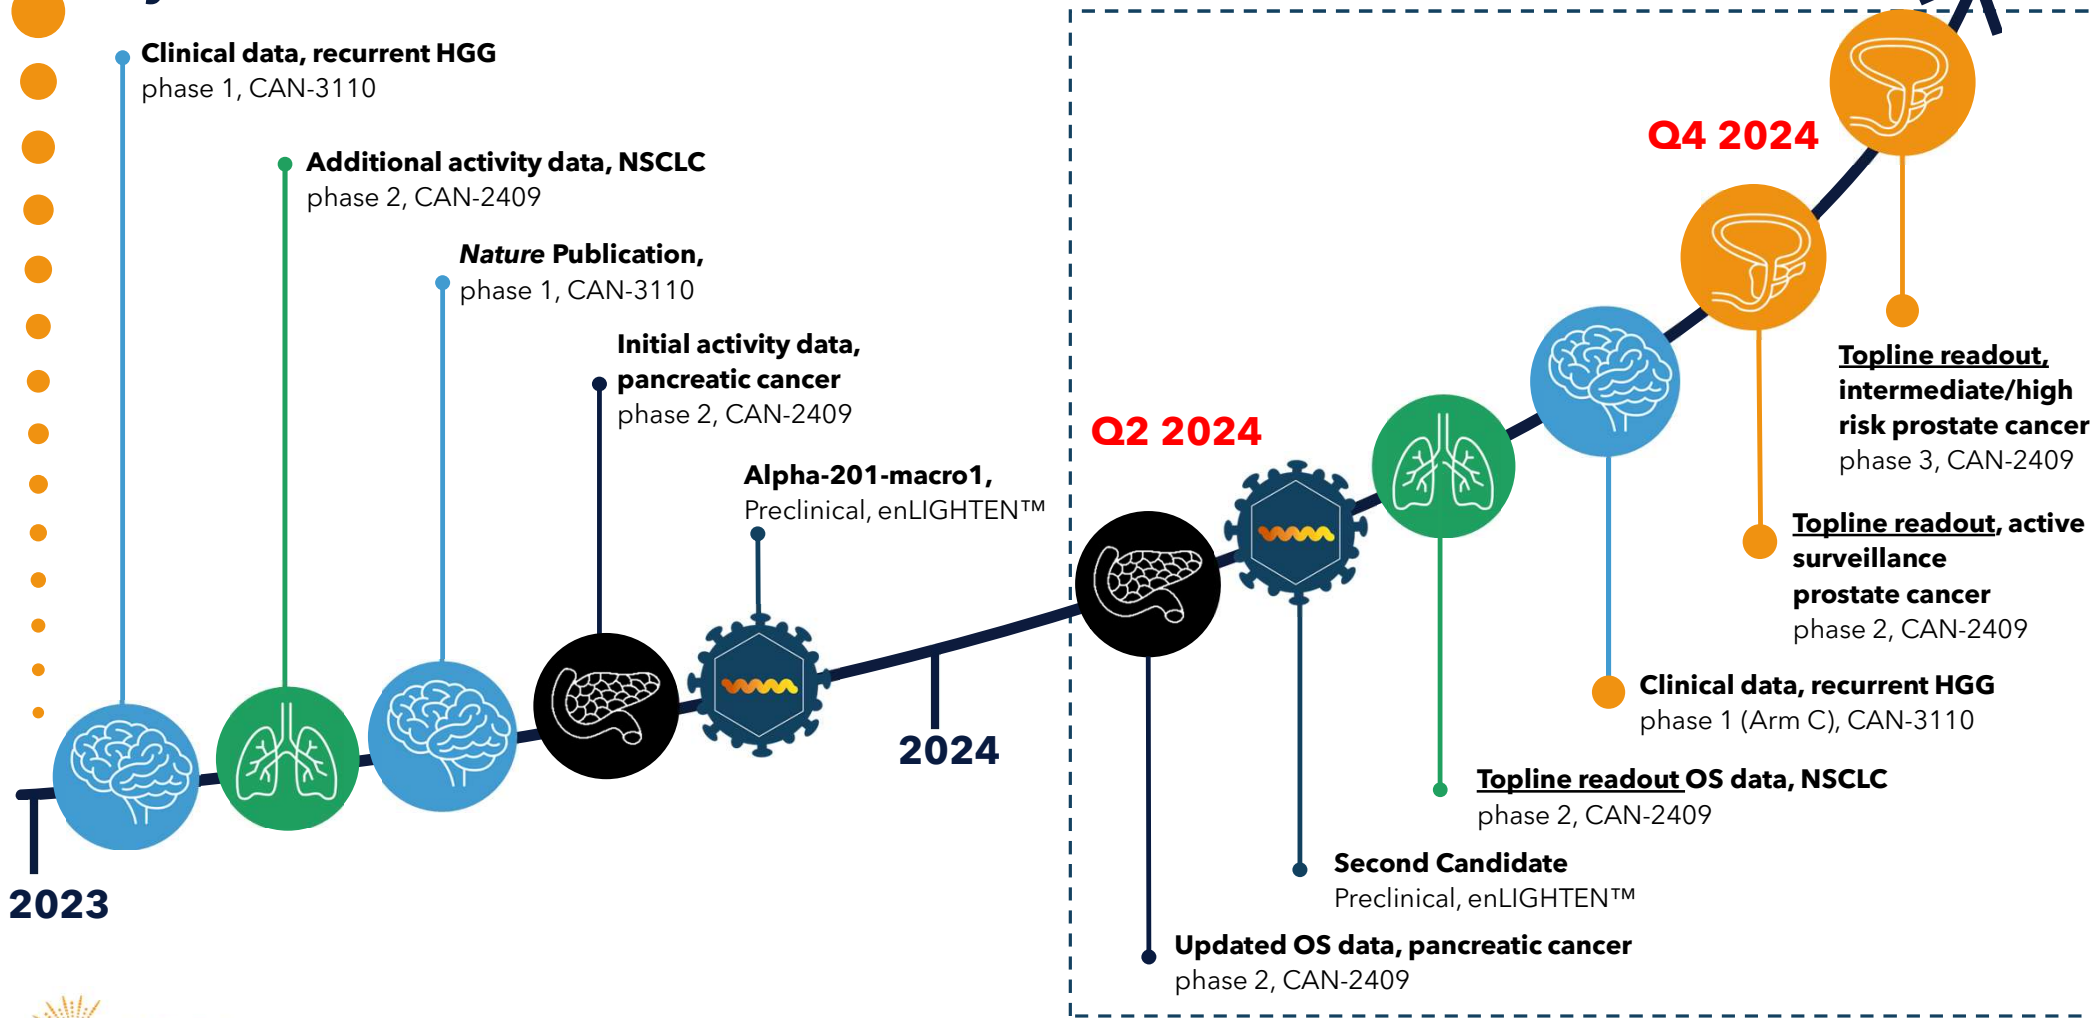 Clinical data, recurrent HGG
phase 1, CAN-3110
Additional activity data, NSCLC
phase 2, CAN-2409
Nature Publication,
phase 1, CAN-3110
Initial activity data,
pancreatic cancer
phase 2, CAN-2409
Alpha-201-macro1,
Preclinical, enLIGHTEN™
2023
2024
Q2 2024
Q4 2024
Topline readout,
intermediate/high
risk prostate cancer
phase 3, CAN-2409
Topline readout, active
surveillance
prostate cancer
phase 2, CAN-2409
Clinical data, recurrent HGG
phase 1 (Arm C), CAN-3110
Topline readout OS data, NSCLC
phase 2, CAN-2409
Second Candidate
Preclinical, enLIGHTEN™
Updated OS data, pancreatic cancer
phase 2, CAN-2409